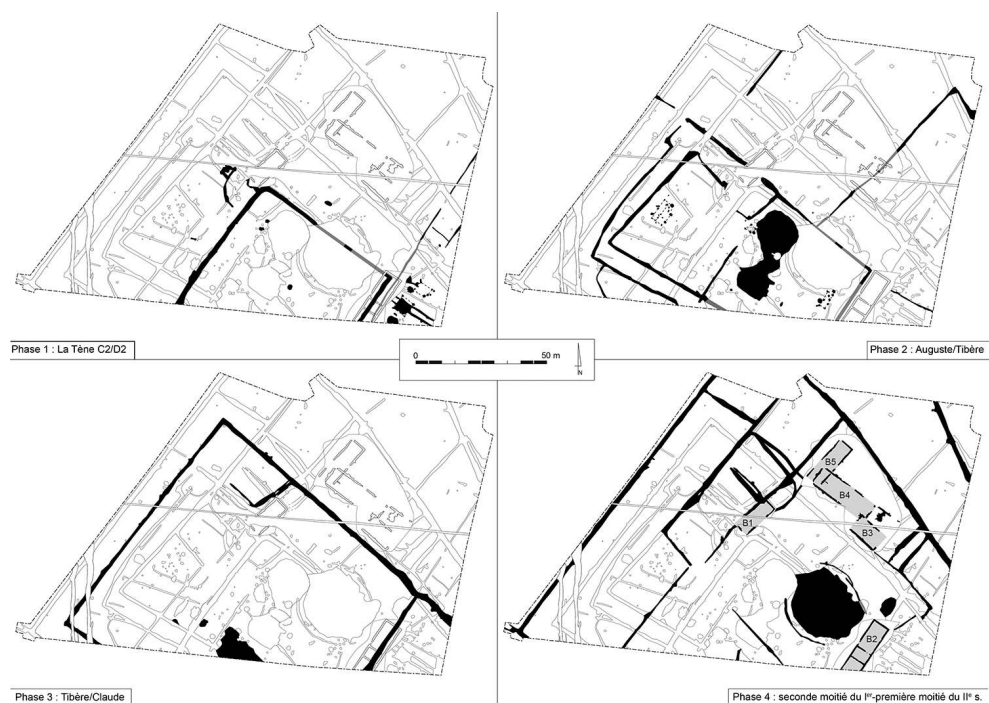 Phase 1 : La Tène C2/D2
Phase 2 : Auguste/Tibère
0 50 m
N
B5
B4
B1
B3
B2
Phase 3 : Tibère/Claude
Phase 4 : seconde moitié du Ier-première moitié du IIe s.